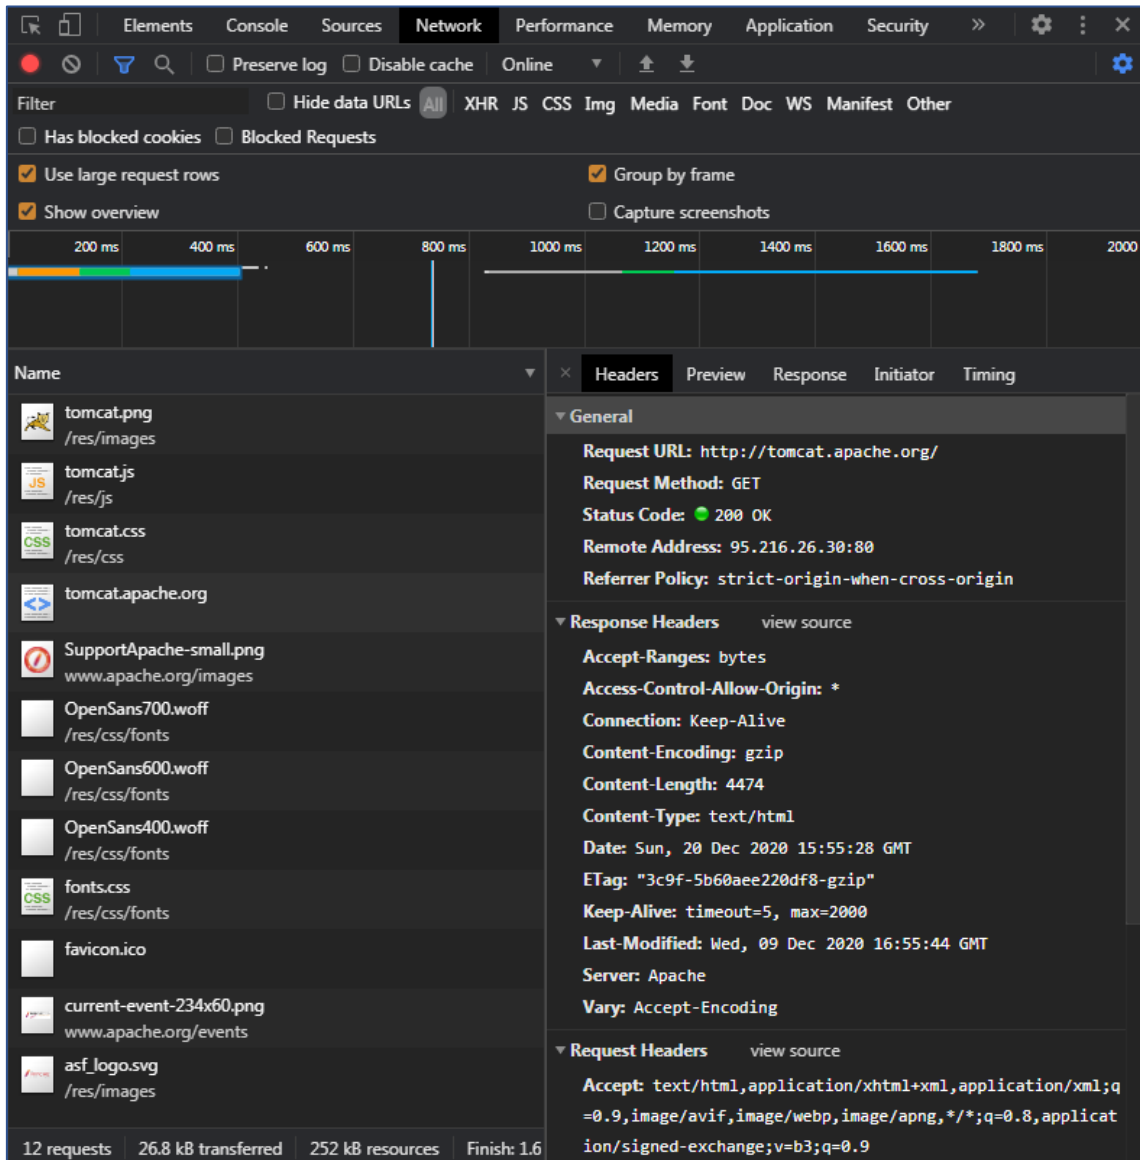 Elements Console Sources Network Performance Memory Application Security »
Preserve log Disable cache Online
Filter Hide data URLs All XHR JS CSS Img Media Font Doc WS Manifest Other
Has blocked cookies Blocked Requests
Use large request rows Group by frame
Show overview Capture screenshots
200 ms 400 ms 600 ms 800 ms 1000 ms 1200 ms 1400 ms 1600 ms 1800 ms 2000
Name
tomcat.png
/res/images
JS
tomcat.js
/res/js
CSS
tomcat.css
/res/css
tomcat.apache.org
SupportApache-small.png
www.apache.org/images
OpenSans700.woff
/res/css/fonts
OpenSans600.woff
/res/css/fonts
OpenSans400.woff
/res/css/fonts
CSS
fonts.css
/res/css/fonts
favicon.ico
current-event-234x60.png
www.apache.org/events
asf_logo.svg
/res/images
12 requests 26.8 kB transferred 252 kB resources Finish: 1.6
Headers Preview Response Initiator Timing
General
Request URL: http://tomcat.apache.org/
Request Method: GET
Status Code: 200 OK
Remote Address: 95.216.26.30:80
Referrer Policy: strict-origin-when-cross-origin
Response Headers view source
Accept-Ranges: bytes
Access-Control-Allow-Origin: *
Connection: Keep-Alive
Content-Encoding: gzip
Content-Length: 4474
Content-Type: text/html
Date: Sun, 20 Dec 2020 15:55:28 GMT
ETag: "3c9f-5b60aee220df8-gzip"
Keep-Alive: timeout=5, max=2000
Last-Modified: Wed, 09 Dec 2020 16:55:44 GMT
Server: Apache
Vary: Accept-Encoding
Request Headers view source
Accept: text/html,application/xhtml+xml,application/xml;q
=0.9,image/avif,image/webp,image/apng,*/*;q=0.8,applicat
ion/signed-exchange;v=b3;q=0.9